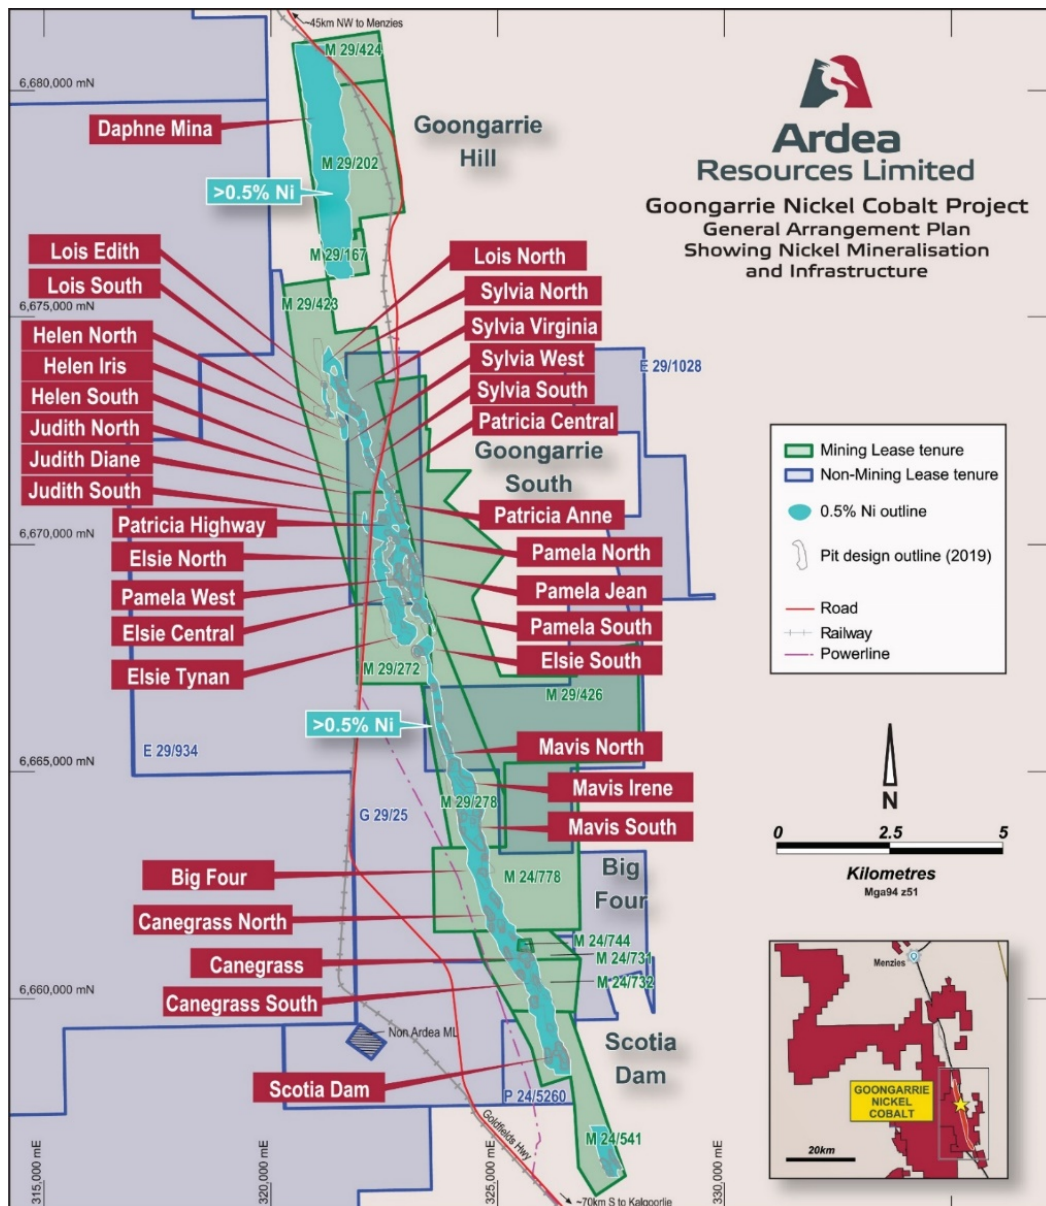 ~45km NW to Menzies
M 29/424
6,680,000 mN
Daphne Mina
Goongarrie
Hill
M 29/202
>0.5% Ni
M 29/167
Ardea
Resources Limited
Goongarrie Nickel Cobalt Project
General Arrangement Plan
Showing Nickel Mineralisation
and Infrastructure
Lois Edith
Lois South
Lois North
M 29/423
Sylvia North
6,675,000 mN
Helen North
Sylvia Virginia
Helen Iris
Sylvia West
E 29/1028
Helen South
Sylvia South
Judith North
Patricia Central
Judith Diane
Goongarrie
South
Judith South
Patricia Highway
Patricia Anne
6,670,000 mN
Elsie North
Pamela North
Pamela West
Pamela Jean
Elsie Central
Pamela South
Elsie Tynan
M 29/272
Elsie South
M 29/426
>0.5% Ni
E 29/934
Mavis North
6,665,000 mN
Mavis Irene
G 29/25
M 29/278
Mavis South
Big Four
M 24/778
Big
Four
Canegrass North
M 24/744
Canegrass
M 24/731
Canegrass South
M 24/732
6,660,000 mN
Non Ardea ML
Scotia
Dam
Scotia Dam
P 24/5260
Goldfields Hwy
M 24/541
~70km S to Kalgoorlie
315,000 mE
320,000 mE
325,000 mE
330,000 mE
Mining Lease tenure
Non-Mining Lease tenure
0.5% Ni outline
Pit design outline (2019)
Road
Railway
Powerline
N
0 2.5 5
Kilometres
Mga94 z51
Menzies
GOONGARRIE
NICKEL
COBALT
20km